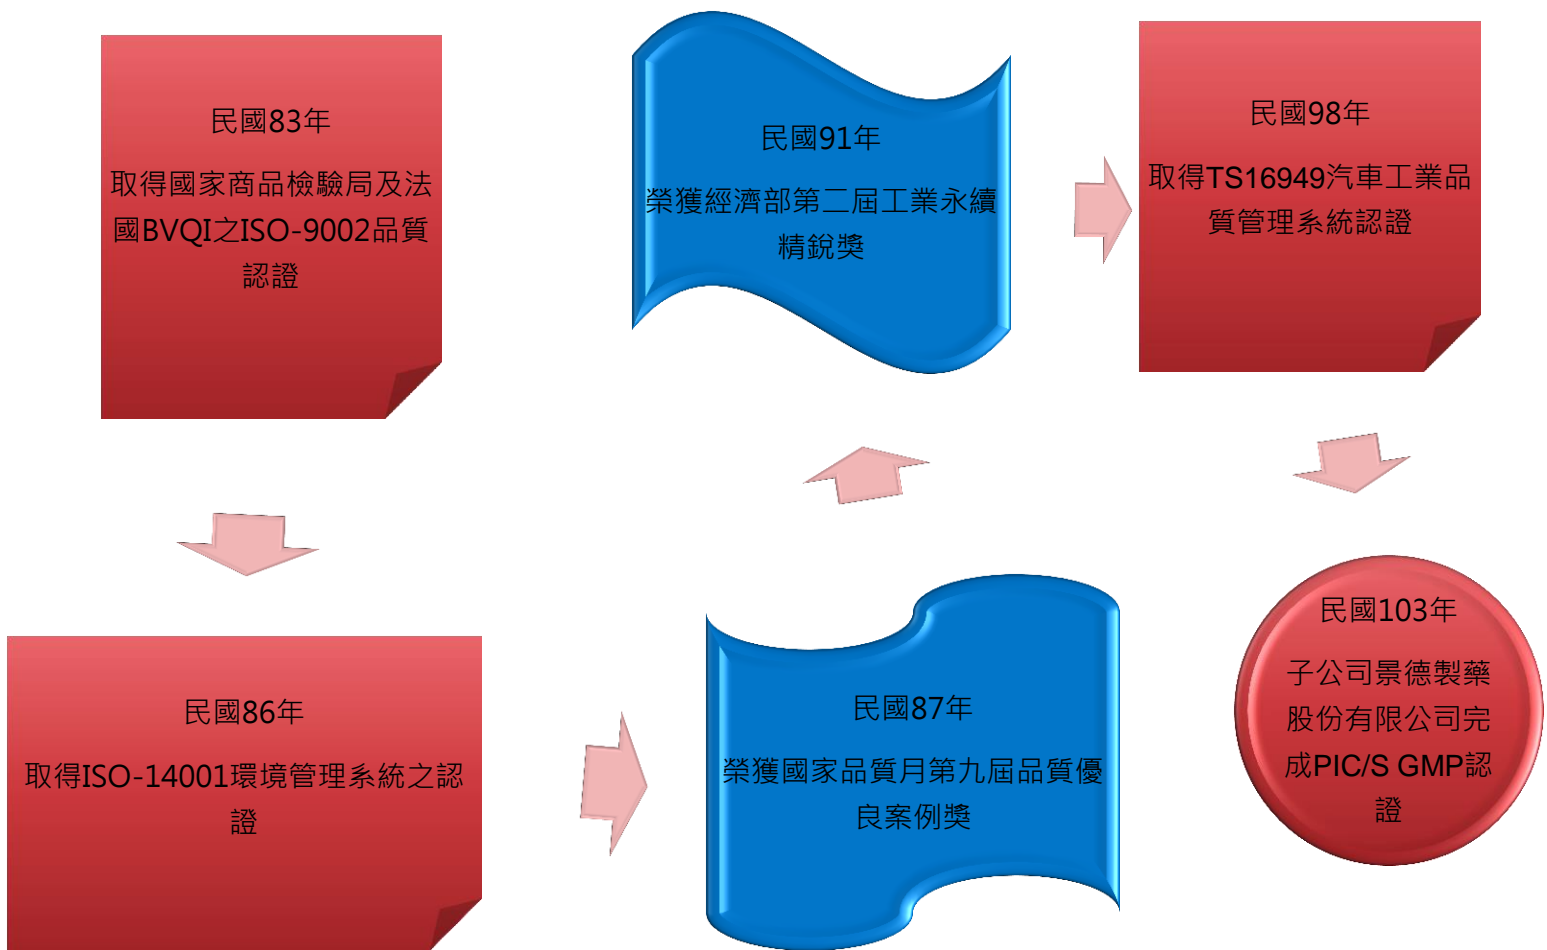 民國83年
取得國家商品檢驗局及法
國BVQI之ISO-9002品質
認證
民國86年
取得ISO-14001環境管理系統之認
證
民國87年
榮獲國家品質月第九屆品質優
良案例獎
民國91年
榮獲經濟部第二屆工業永續
精銳獎
民國98年
取得TS16949汽車工業品
質管理系統認證
民國103年
子公司景德製藥
股份有限公司完
成PIC/S GMP認
證